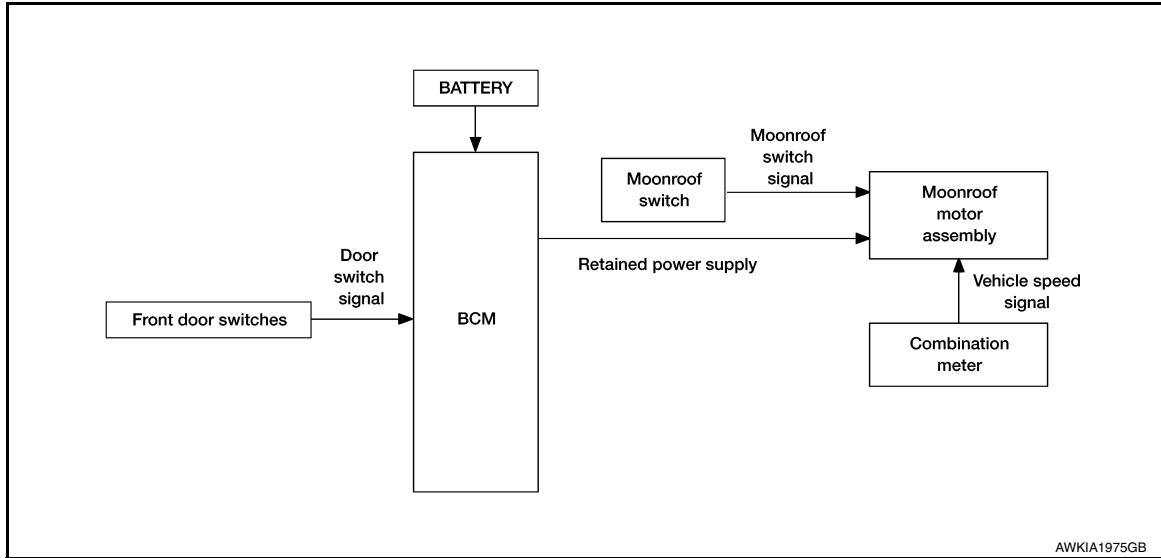 BATTERY
Moonroof
switch
signal
Moonroof
switch
Moonroof
motor
assembly
Door
switch
signal
Retained power supply
Vehicle speed
signal
Front door switches
BCM
Combination
meter
AWKIA1975GB